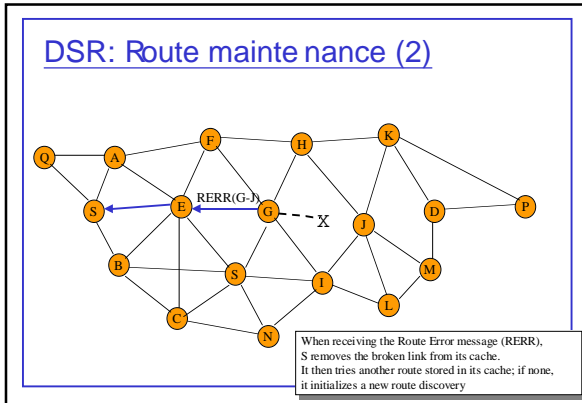 DSR: Route mainte nance (2)
F
H
K
Q
A
RERR(G-J)
S
E
G
X
J
D
P
B
S
I
M
C
L
N
When receiving the Route Error message (RERR),
S removes the broken link from its cache.
It then tries another route stored in its cache; if none,
it initializes a new route discovery